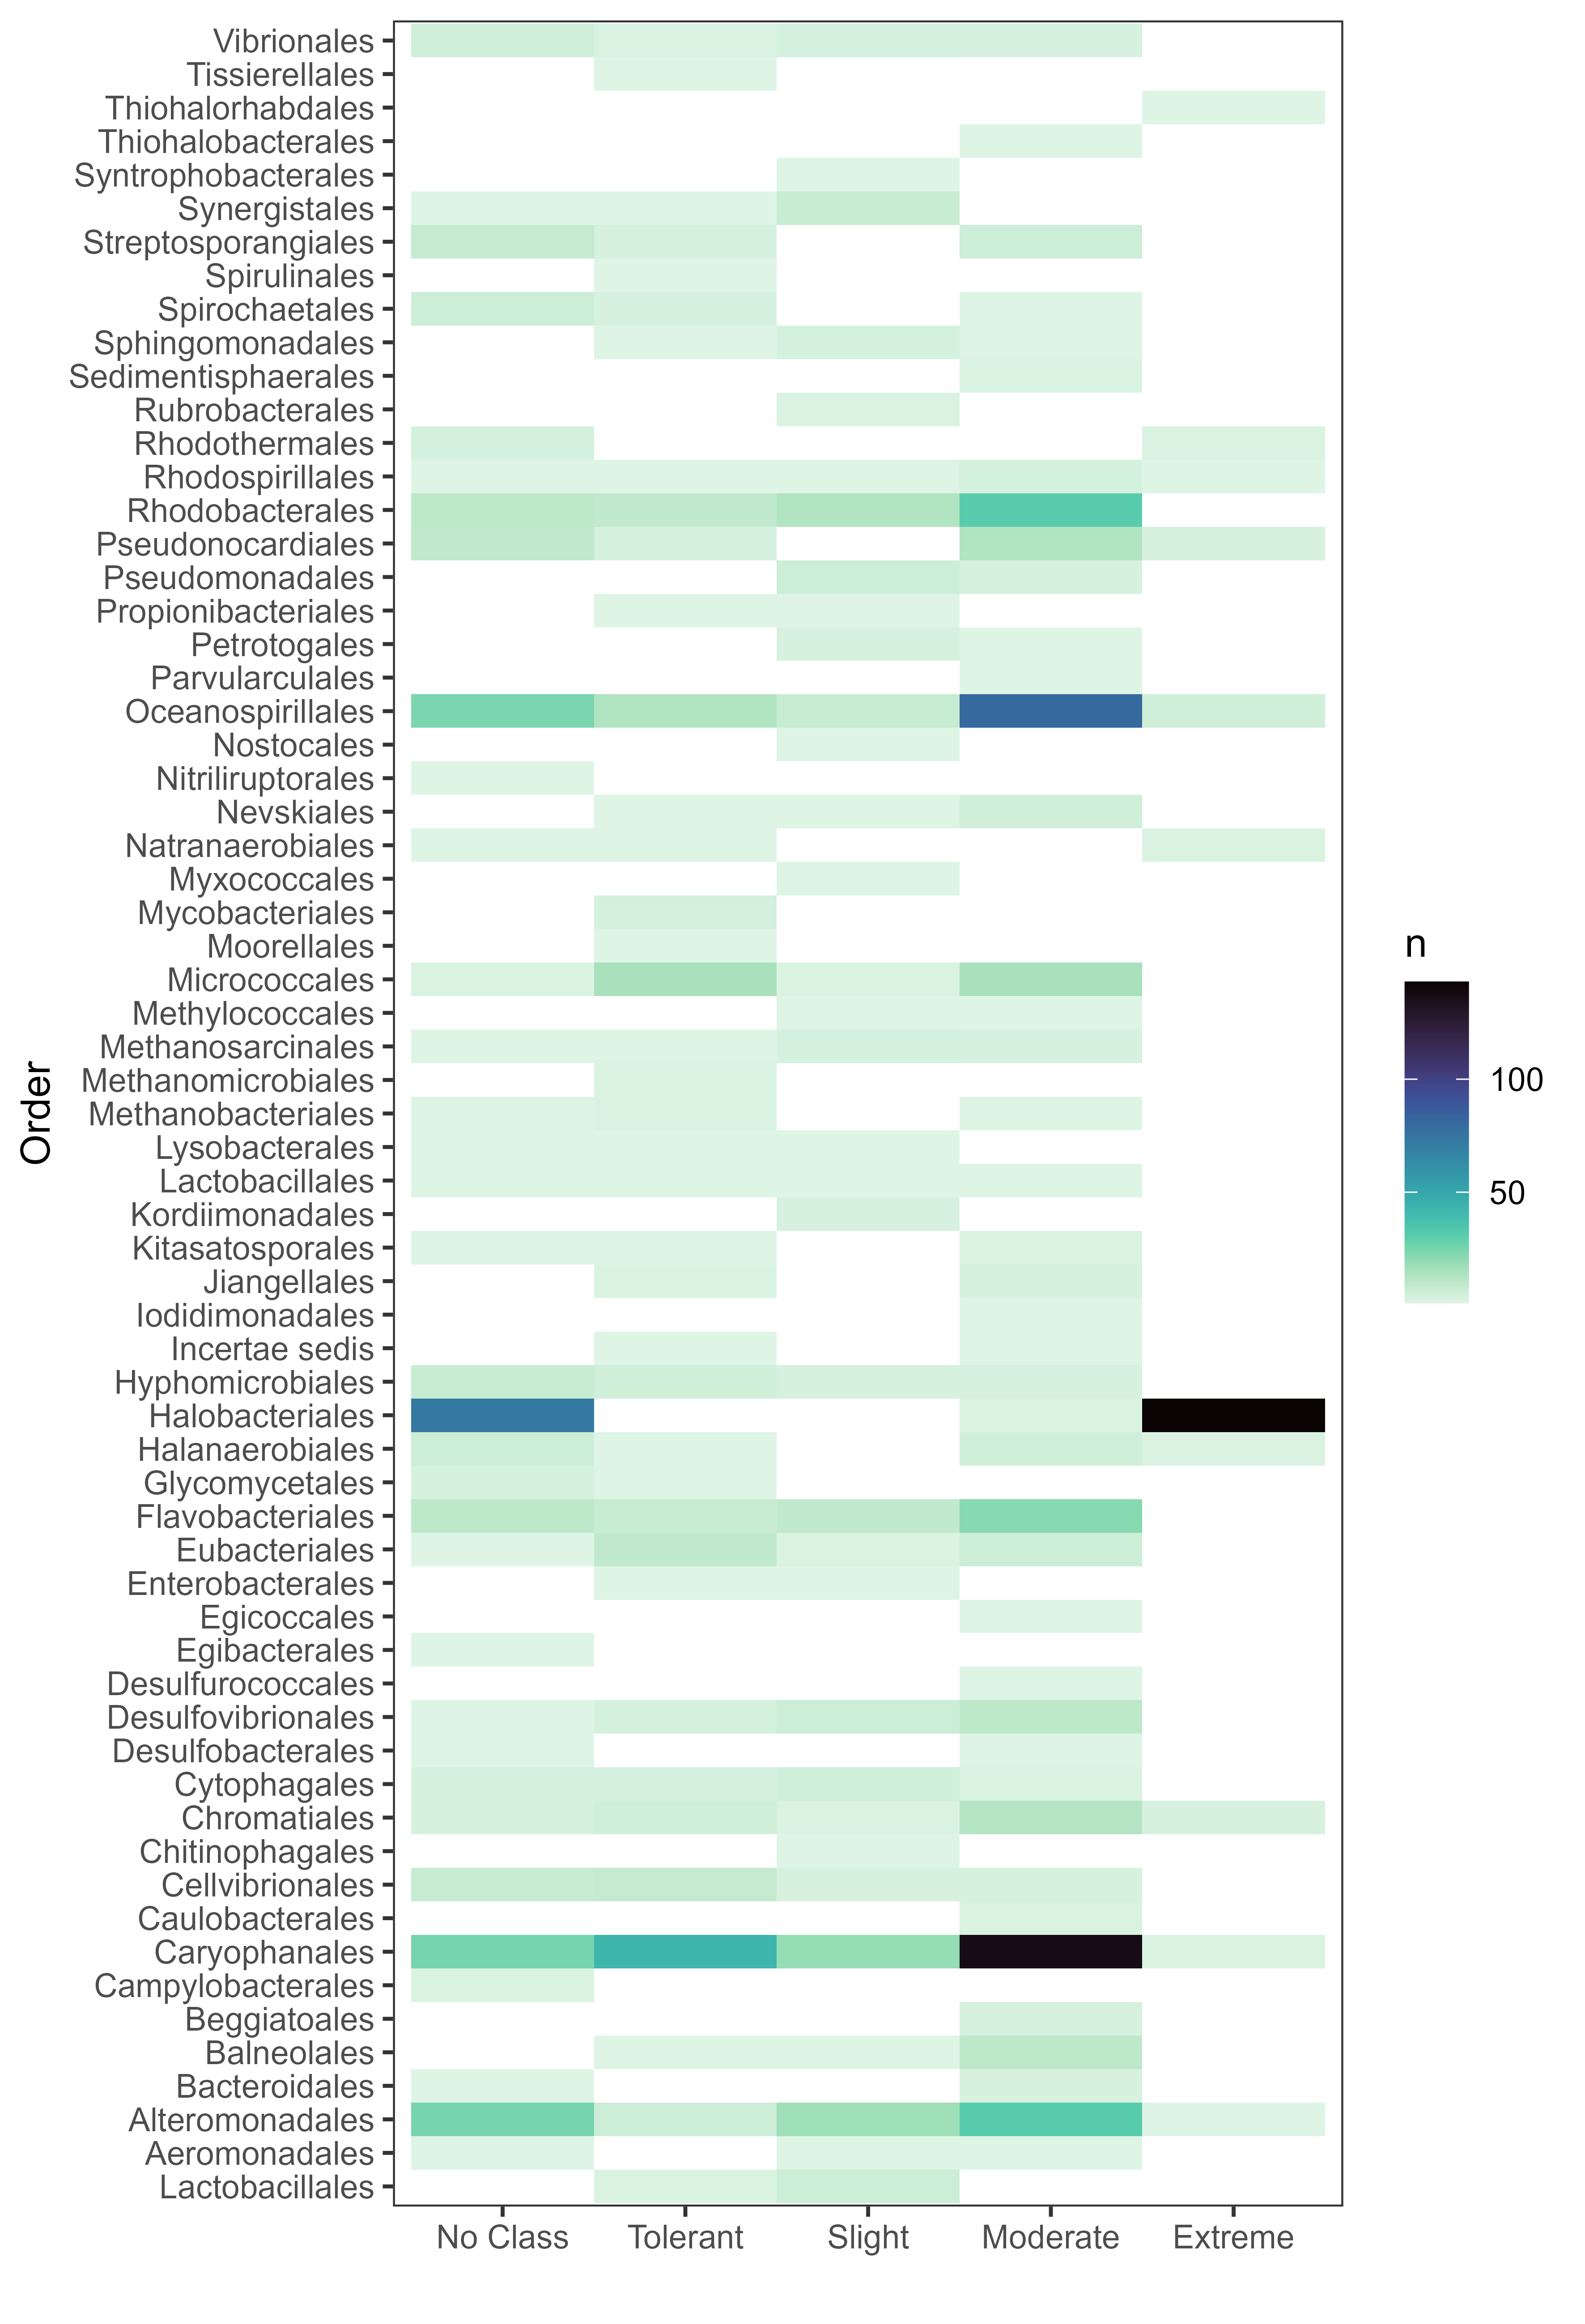 Vibrionales
Tissierellales
Thiohalorhabdales
Thiohalobacterales
Syntrophobacterales
Synergistales
Streptosporangiales
Spirulinales
Spirochaetales
Sphingomonadales
Sedimentisphaerales
Rubrobacterales
Rhodothermales
Rhodospirillales
Rhodobacterales
Pseudonocardiales
Pseudomonadales
Propionibacteriales
Petrotogales
Parvularculales
Oceanospirillales
Nostocales
Nitriliruptorales
Nevskiales
Natranaerobiales
Myxococcales
Mycobacteriales
Moorellales
Micrococcales
Methylococcales
Methanosarcinales
Methanomicrobiales
Methanobacteriales
Lysobacterales
Lactobacillales
Kordiimonadales
Kitasatosporales
Jiangellales
Iodidimonadales
Incertae sedis
Hyphomicrobiales
Halobacteriales
Halanaerobiales
Glycomycetales
Flavobacteriales
Eubacteriales
Enterobacterales
Egicoccales
Egibacterales
Desulfurococcales
Desulfovibrionales
Desulfobacterales
Cytophagales
Chromatiales
Chitinophagales
Cellvibrionales
Caulobacterales
Caryophanales
Campylobacterales
Beggiatoales
Balneolales
Bacteroidales
Alteromonadales
Aeromonadales
Lactobacillales
Order
No Class Tolerant Slight Moderate Extreme
n
100
50